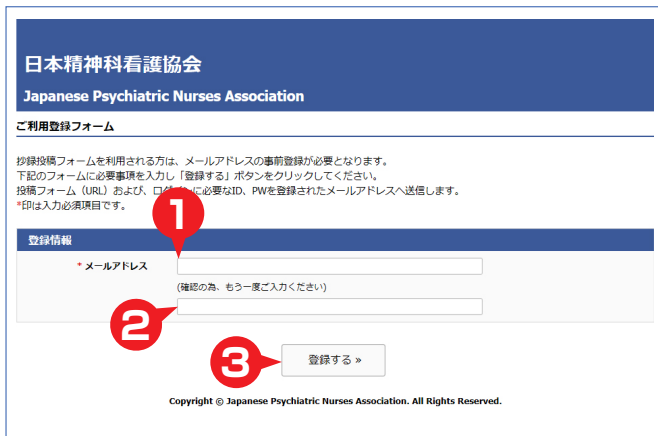 日本精神科看護協会
Japanese Psychiatric Nurses Association
ご利用登録フォーム
抄録投稿フォームを利用される方は、メールアドレスの事前登録が必要となります。
下記のフォームに必要事項を入力し「登録する」ボタンをクリックしてください。
投稿フォーム（URL）および、ログインに必要なID、PWを登録されたメールアドレスへ送信します。
*印は入力必須項目です。
1
登録情報
* メールアドレス
(確認の為、もう一度ご入力ください)
2
3
登録する »
Copyright © Japanese Psychiatric Nurses Association. All Rights Reserved.